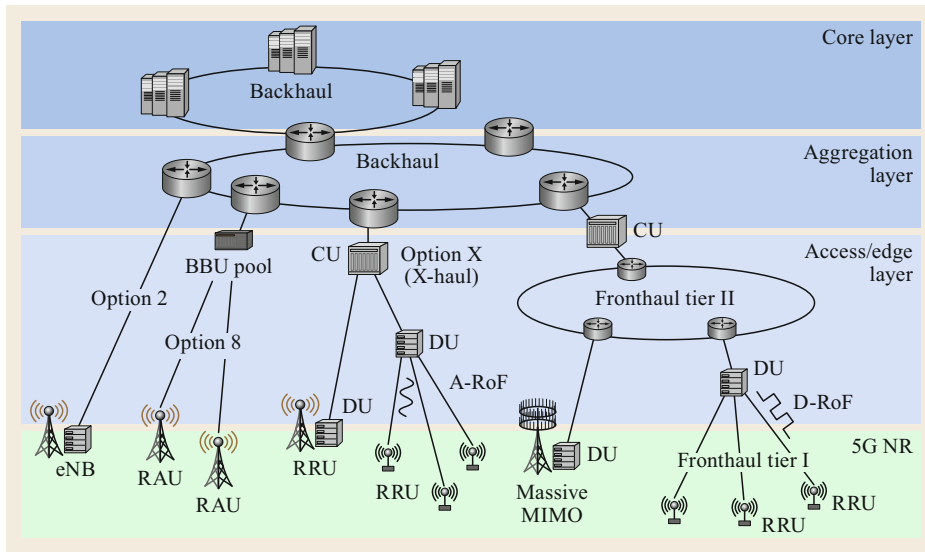 Core layer
Backhaul
Backhaul
Aggregation
layer
CU
BBU pool
CU
Option X
(X-haul)
Access/edge
layer
Option 2
Fronthaul tier II
Option 8
DU
DU
A-RoF
D-RoF
DU
5G NR
eNB
RAU
RAU
RRU
RRU
DU
Massive
MIMO
Fronthaul tier I
RRU
RRU